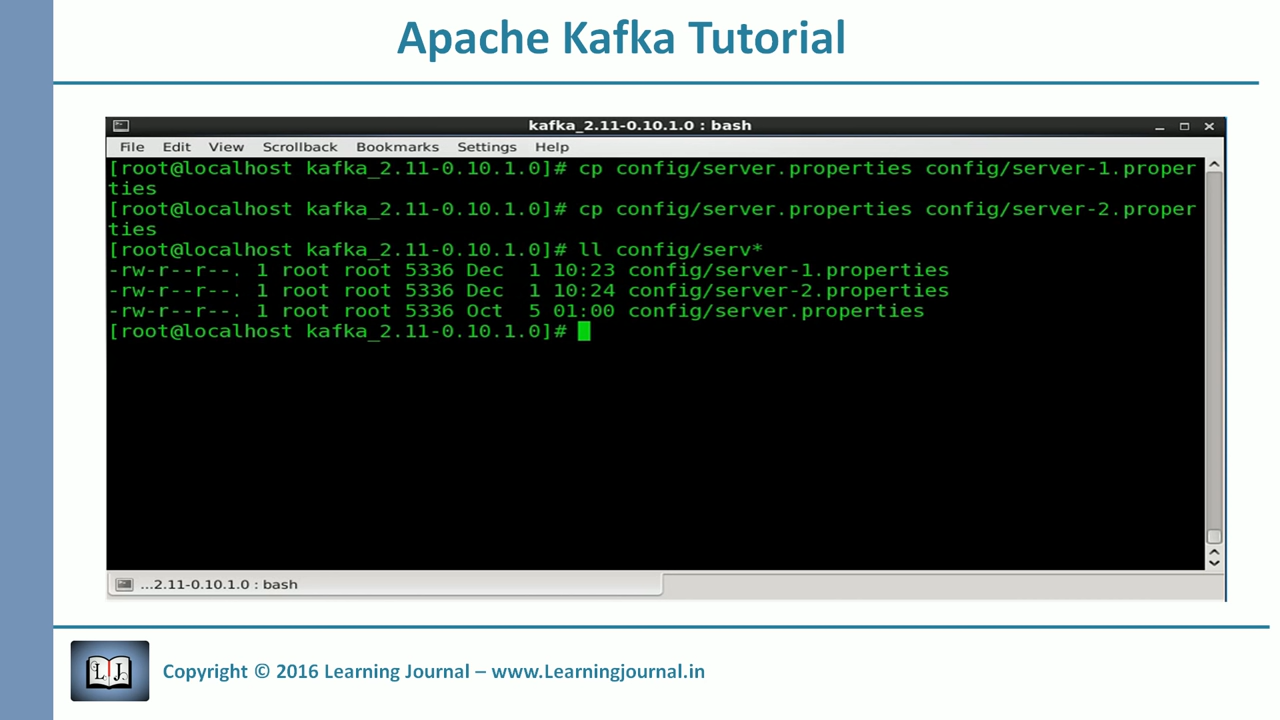 Apache Kafka Tutorial
kafka_2.11-0.10.1.0 : bash
File Edit View Scrollback Bookmarks Settings Help
[root@localhost kafka_2.11-0.10.1.0]# cp config/server.properties config/server-1.proper
ties
[root@localhost kafka_2.11-0.10.1.0]# cp config/server.properties config/server-2.proper
ties
[root@localhost kafka_2.11-0.10.1.0]# ll config/serv*
-rw-r--r--. 1 root root 5336 Dec  1 10:23 config/server-1.properties
-rw-r--r--. 1 root root 5336 Dec  1 10:24 config/server-2.properties
-rw-r--r--. 1 root root 5336 Oct  5 01:00 config/server.properties
[root@localhost kafka_2.11-0.10.1.0]#
...2.11-0.10.1.0 : bash
LJ
Copyright © 2016 Learning Journal – www.Learningjournal.in